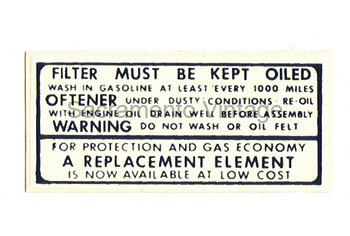 FILTER MUST BE KEPT OILED
WASH IN GASOLINE AT LEAST EVERY 1000 MILES
Sacramento Vintage
OFTENER UNDER DUSTY CONDITIONS RE-OIL
WITH ENGINE OIL DRAIN WELL BEFORE ASSEMBLY
WARNING DO NOT WASH OR OIL FELT
FOR PROTECTION AND GAS ECONOMY
A REPLACEMENT ELEMENT
IS NOW AVAILABLE AT LOW COST